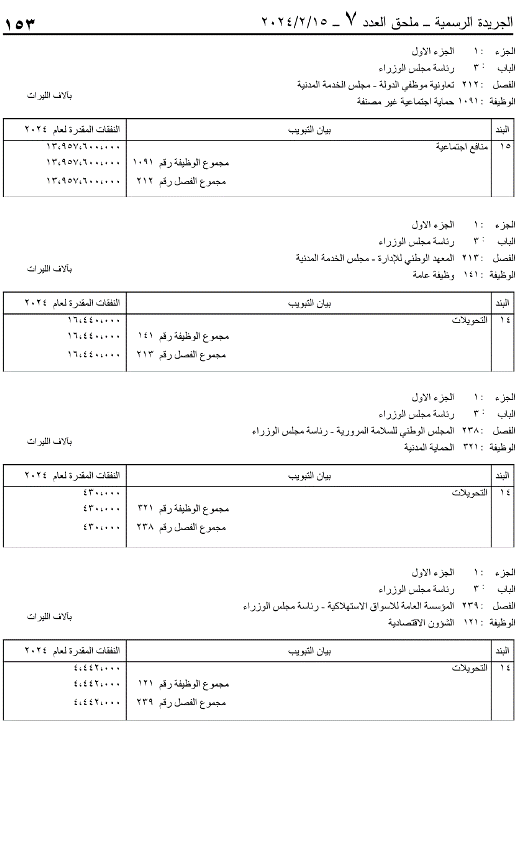 الجريدة الرسمية – ملحق العدد ٧ – ٢٠٢٤/٢/١٥ ١٥٣
الجزء : ١ الجزء الاول
الباب : ٣ رئاسة مجلس الوزراء
الفصل : ٢١٢ تعاونية موظفي الدولة - مجلس الخدمة المدنية
بآلاف الليرات
الوظيفة : ١٠٩١ حماية اجتماعية غير مصنفة
البند بيان التبويب النفقات المقدرة لعام ٢٠٢٤
١٥ منافع اجتماعية ١٣،٩٥٧،٦٠٠،٠٠٠
مجموع الوظيفة رقم ١٠٩١ ١٣،٩٥٧،٦٠٠،٠٠٠
مجموع الفصل رقم ٢١٢ ١٣،٩٥٧،٦٠٠،٠٠٠
الجزء : ١ الجزء الاول
الباب : ٣ رئاسة مجلس الوزراء
الفصل : ٢١٣ المعهد الوطني للإدارة - مجلس الخدمة المدنية
بآلاف الليرات
الوظيفة : ١٤١ وظيفة عامة
البند بيان التبويب النفقات المقدرة لعام ٢٠٢٤
١٤ التحويلات ١٦،٤٤٠،٠٠٠
مجموع الوظيفة رقم ١٤١ ١٦،٤٤٠،٠٠٠
مجموع الفصل رقم ٢١٣ ١٦،٤٤٠،٠٠٠
الجزء : ١ الجزء الاول
الباب : ٣ رئاسة مجلس الوزراء
الفصل : ٢٣٨ المجلس الوطني للسلامة المرورية - رئاسة مجلس الوزراء
بآلاف الليرات
الوظيفة : ٣٢١ الحماية المدنية
البند بيان التبويب النفقات المقدرة لعام ٢٠٢٤
١٤ التحويلات ٤٣٠،٠٠٠
مجموع الوظيفة رقم ٣٢١ ٤٣٠،٠٠٠
مجموع الفصل رقم ٢٣٨ ٤٣٠،٠٠٠
الجزء : ١ الجزء الاول
الباب : ٣ رئاسة مجلس الوزراء
الفصل : ٢٣٩ المؤسسة العامة للاسواق الاستهلاكية - رئاسة مجلس الوزراء
بآلاف الليرات
الوظيفة : ١٢١ الشؤون الاقتصادية
البند بيان التبويب النفقات المقدرة لعام ٢٠٢٤
١٤ التحويلات ٤،٤٤٢،٠٠٠
مجموع الوظيفة رقم ١٢١ ٤،٤٤٢،٠٠٠
مجموع الفصل رقم ٢٣٩ ٤،٤٤٢،٠٠٠